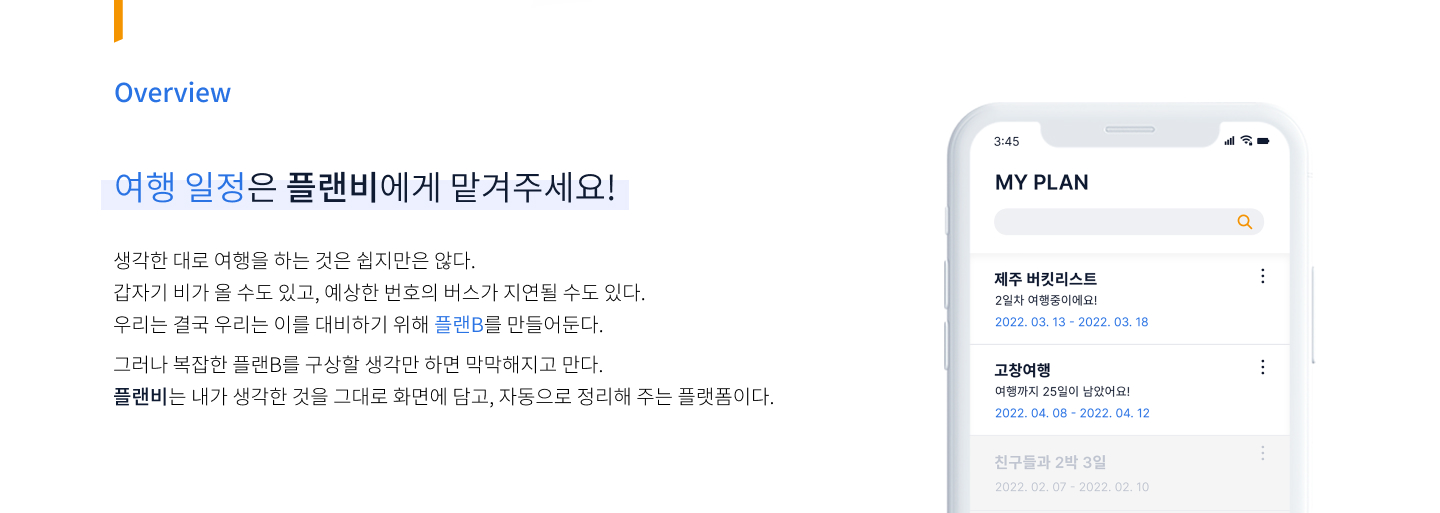 Overview
여행 일정은 플랜비에게 맡겨주세요!
생각한 대로 여행을 하는 것은 쉽지만은 않다.
갑자기 비가 올 수도 있고, 예상한 번호의 버스가 지연될 수도 있다.
우리는 결국 우리는 이를 대비하기 위해 플랜B를 만들어둔다.
그러나 복잡한 플랜B를 구상할 생각만 하면 막막해지고 만다.
플랜비는 내가 생각한 것을 그대로 화면에 담고, 자동으로 정리해 주는 플랫폼이다.
3:45
MY PLAN
제주 버킷리스트
2일차 여행중이에요!
2022. 03. 13 - 2022. 03. 18
고창여행
여행까지 25일이 남았어요!
2022. 04. 08 - 2022. 04. 12
친구들과 2박 3일
2022. 02. 07 - 2022. 02. 10